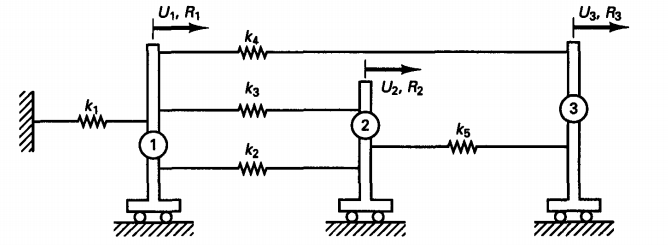 U₁, R₁
U₃, R₃
k₄
U₂, R₂
k₃
k₁
1
2
3
k₅
k₂